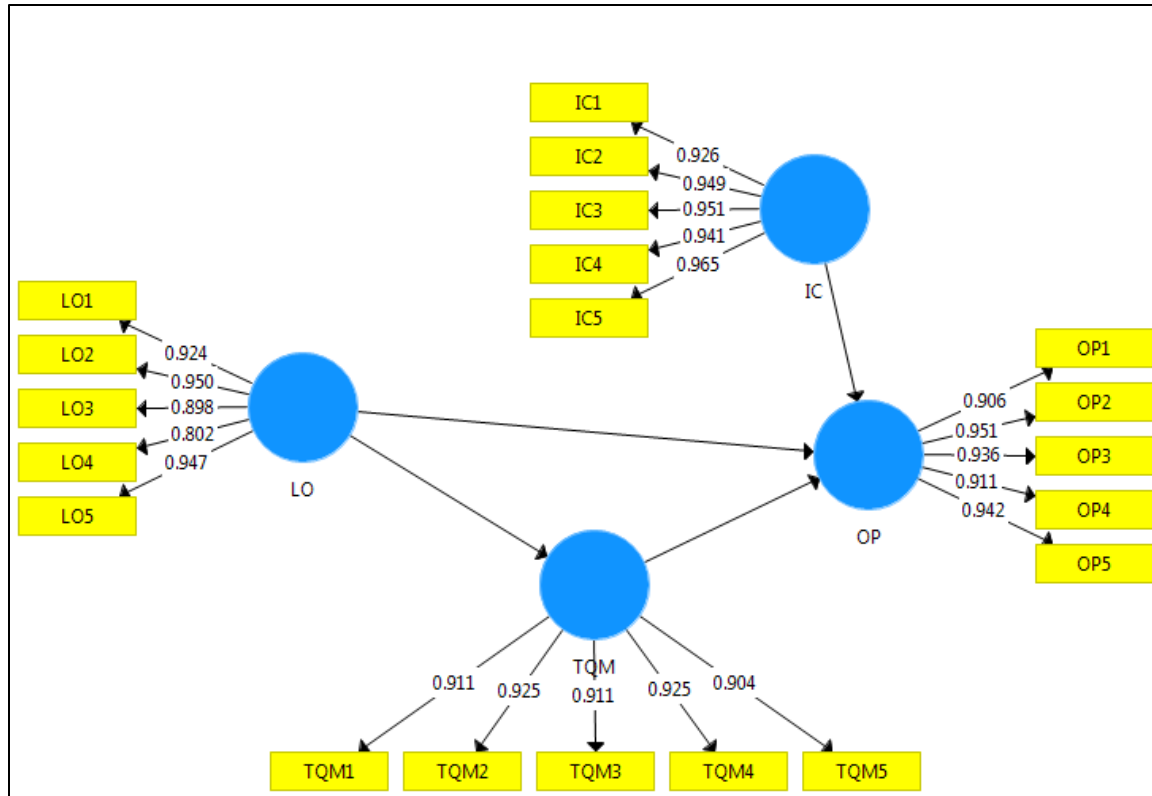 IC1
IC2
IC3
IC4
IC5
0.926
0.949
0.951
0.941
0.965
IC
LO1
LO2
LO3
LO4
LO5
0.924
0.950
0.898
0.802
0.947
LO
OP1
OP2
OP3
OP4
OP5
0.906
0.951
0.936
0.911
0.942
OP
TQM
0.911
0.925
0.911
0.925
0.904
TQM1
TQM2
TQM3
TQM4
TQM5